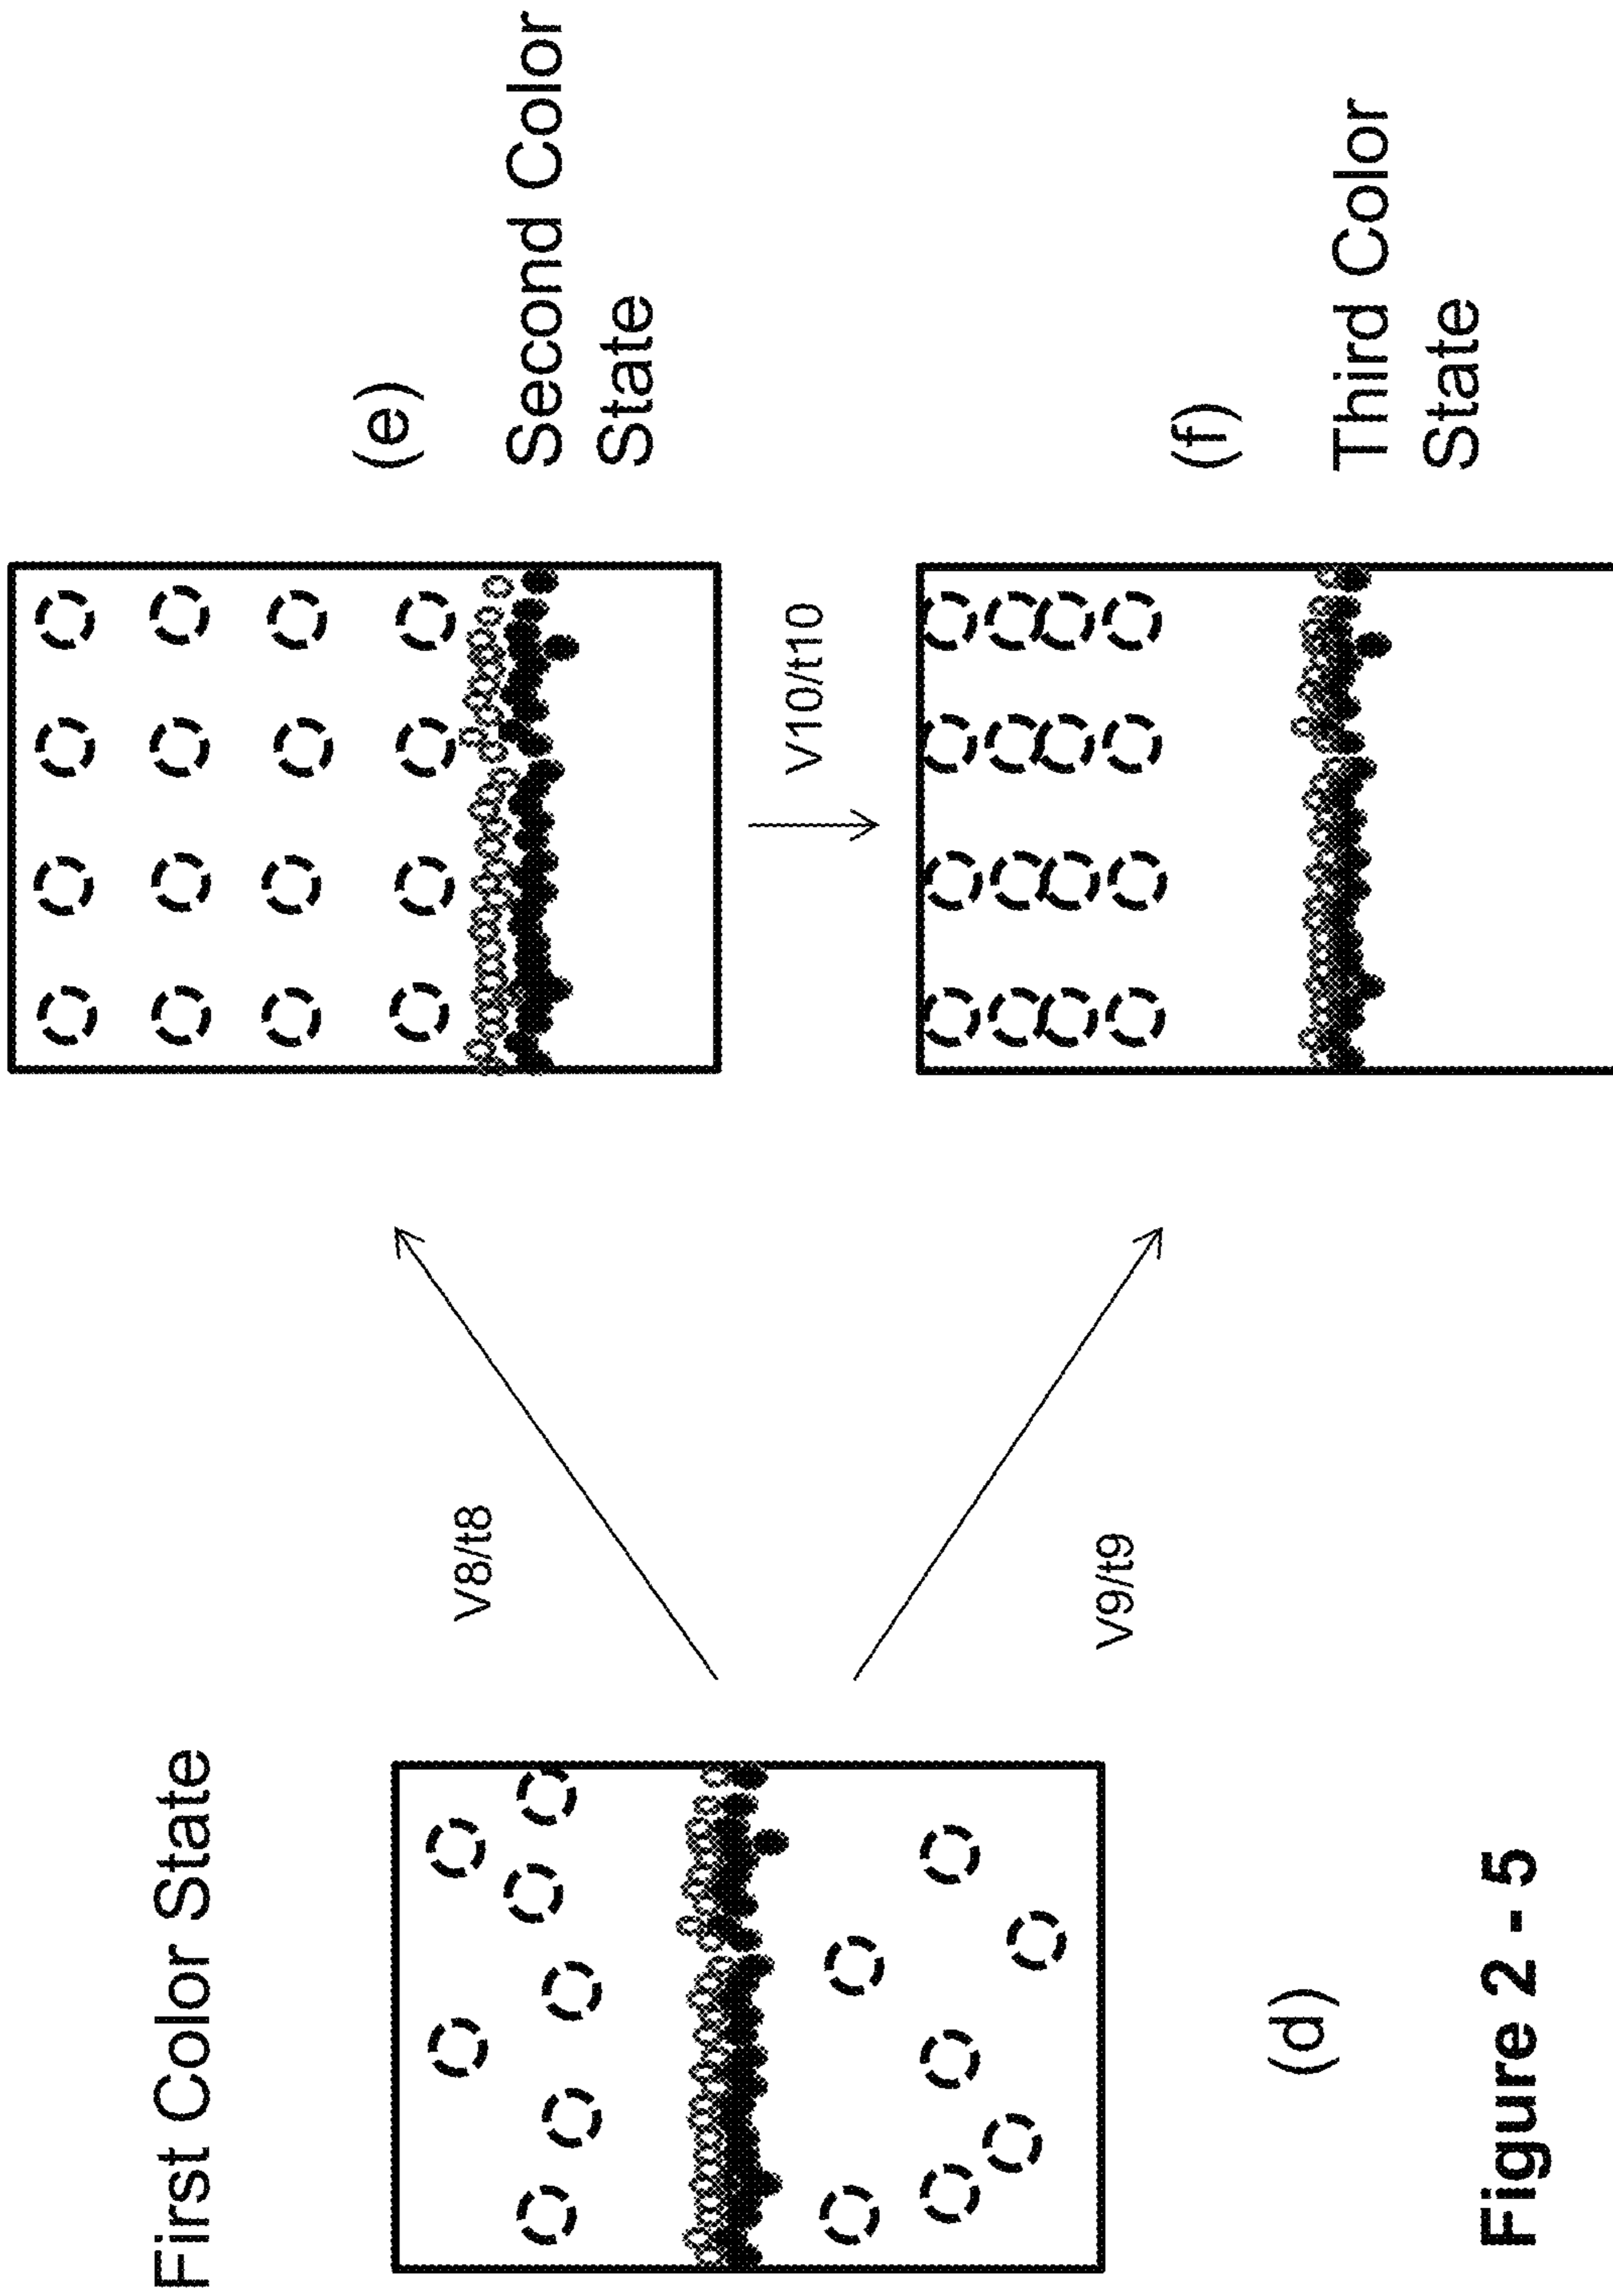 First Color State
(d)
V8/t8
V9/t9
(e)
Second Color
State
V10/t10
(f)
Third Color
State
Figure 2 - 5